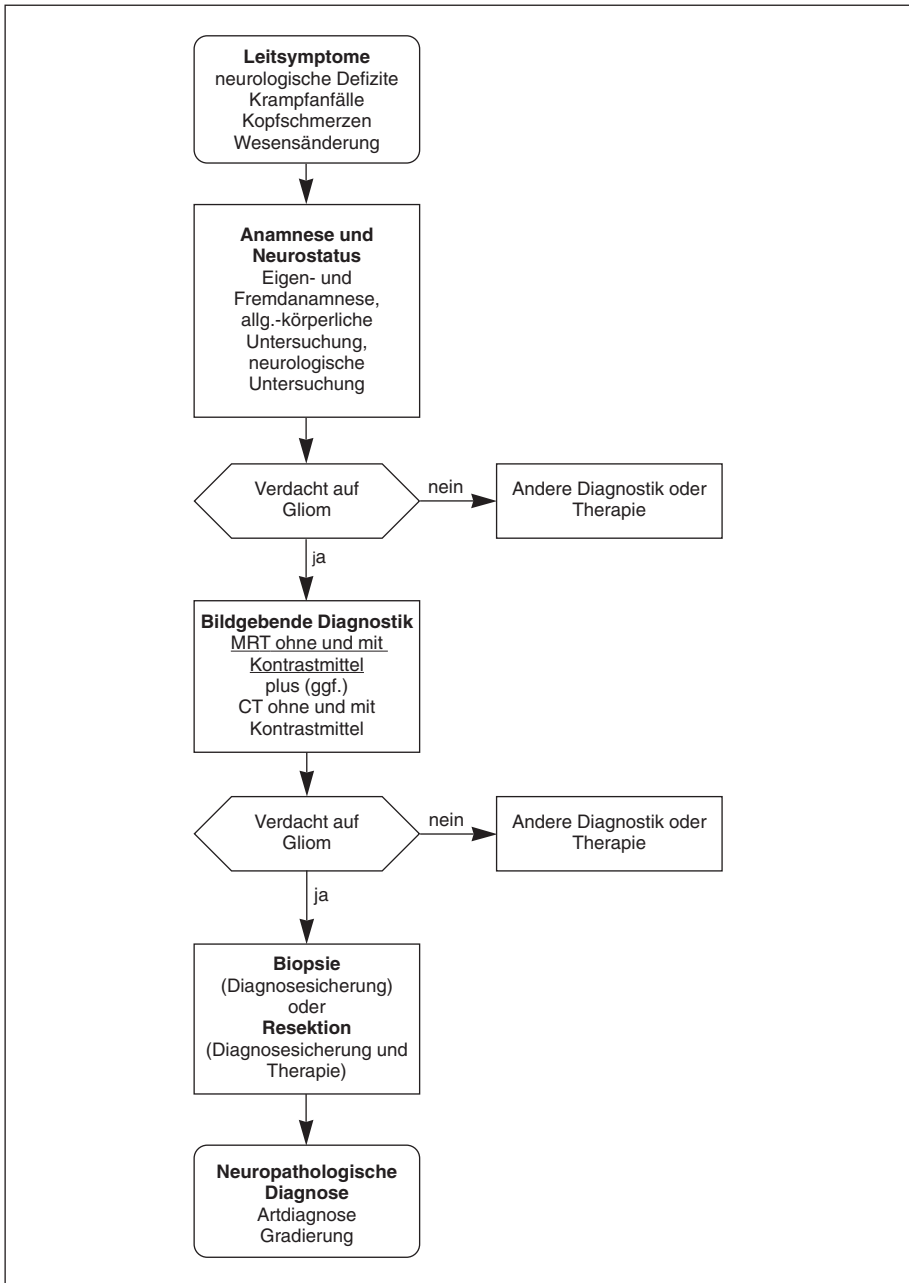 Leitsymptome
neurologische Defizite
Krampfanfälle
Kopfschmerzen
Wesensänderung
Anamnese und
Neurostatus
Eigen- und
Fremdanamnese,
allg.-körperliche
Untersuchung,
neurologische
Untersuchung
Verdacht auf
Gliom
nein
Andere Diagnostik oder
Therapie
ja
Bildgebende Diagnostik
MRT ohne und mit
Kontrastmittel
plus (ggf.)
CT ohne und mit
Kontrastmittel
Verdacht auf
Gliom
nein
Andere Diagnostik oder
Therapie
ja
Biopsie
(Diagnosesicherung)
oder
Resektion
(Diagnosesicherung und
Therapie)
Neuropathologische
Diagnose
Artdiagnose
Gradierung